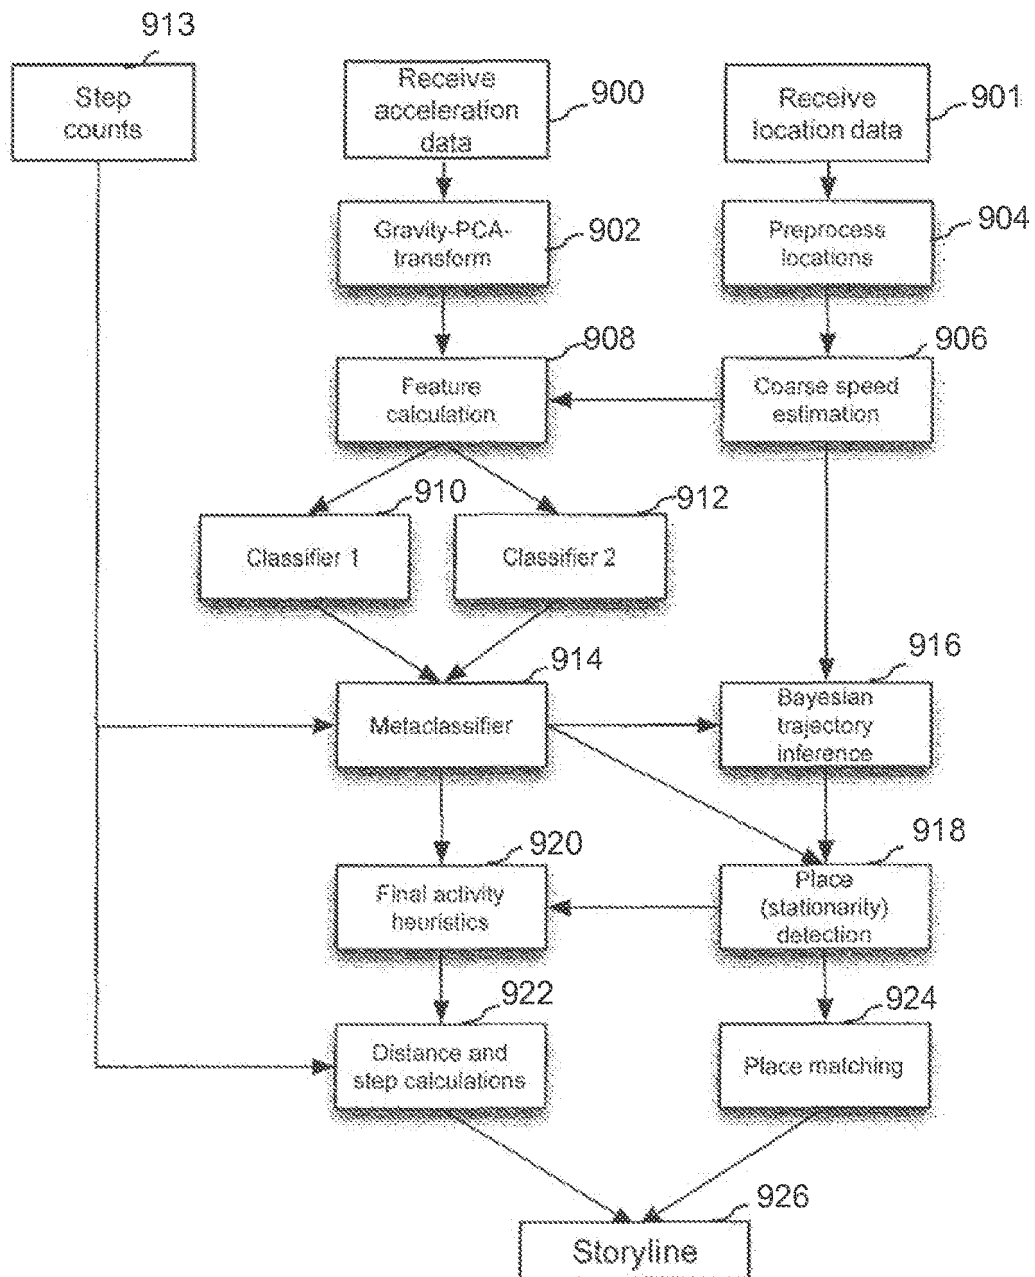 913
Step
counts
Receive
acceleration
data
900
Receive
location data
901
Gravity-PCA-
transform
902
Preprocess
locations
904
908
Feature
calculation
906
Coarse speed
estimation
910
Classifier 1
912
Classifier 2
914
Metaclassifier
916
Bayesian
trajectory
inference
920
Final activity
heuristics
918
Place
(stationarity)
detection
922
Distance and
step calculations
924
Place matching
926
Storyline